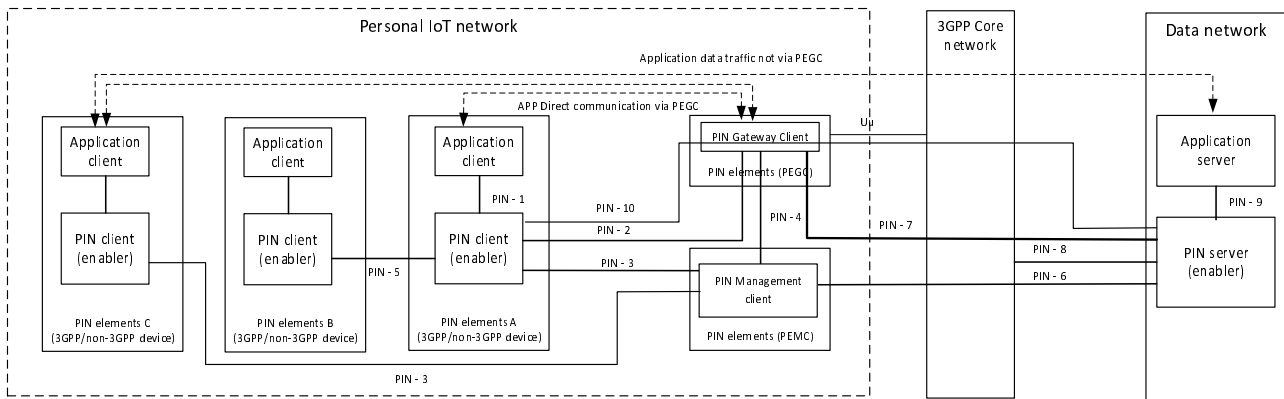 Personal IoT network
3GPP Core
network
Data network
Application data traffic not via PEGC
APP Direct communication via PEGC
Uu
Application
client
Application
client
Application
client
PIN Gateway Client
PIN elements (PEGC)
Application
server
PIN - 1
PIN - 10
PIN - 2
PIN - 4
PIN - 7
PIN - 9
PIN client
(enabler)
PIN client
(enabler)
PIN client
(enabler)
PIN - 5
PIN - 3
PIN - 8
PIN - 6
PIN server
(enabler)
PIN Management
client
PIN elements C
(3GPP/non-3GPP device)
PIN elements B
(3GPP/non-3GPP device)
PIN elements A
(3GPP/non-3GPP device)
PIN elements (PEMC)
PIN - 3